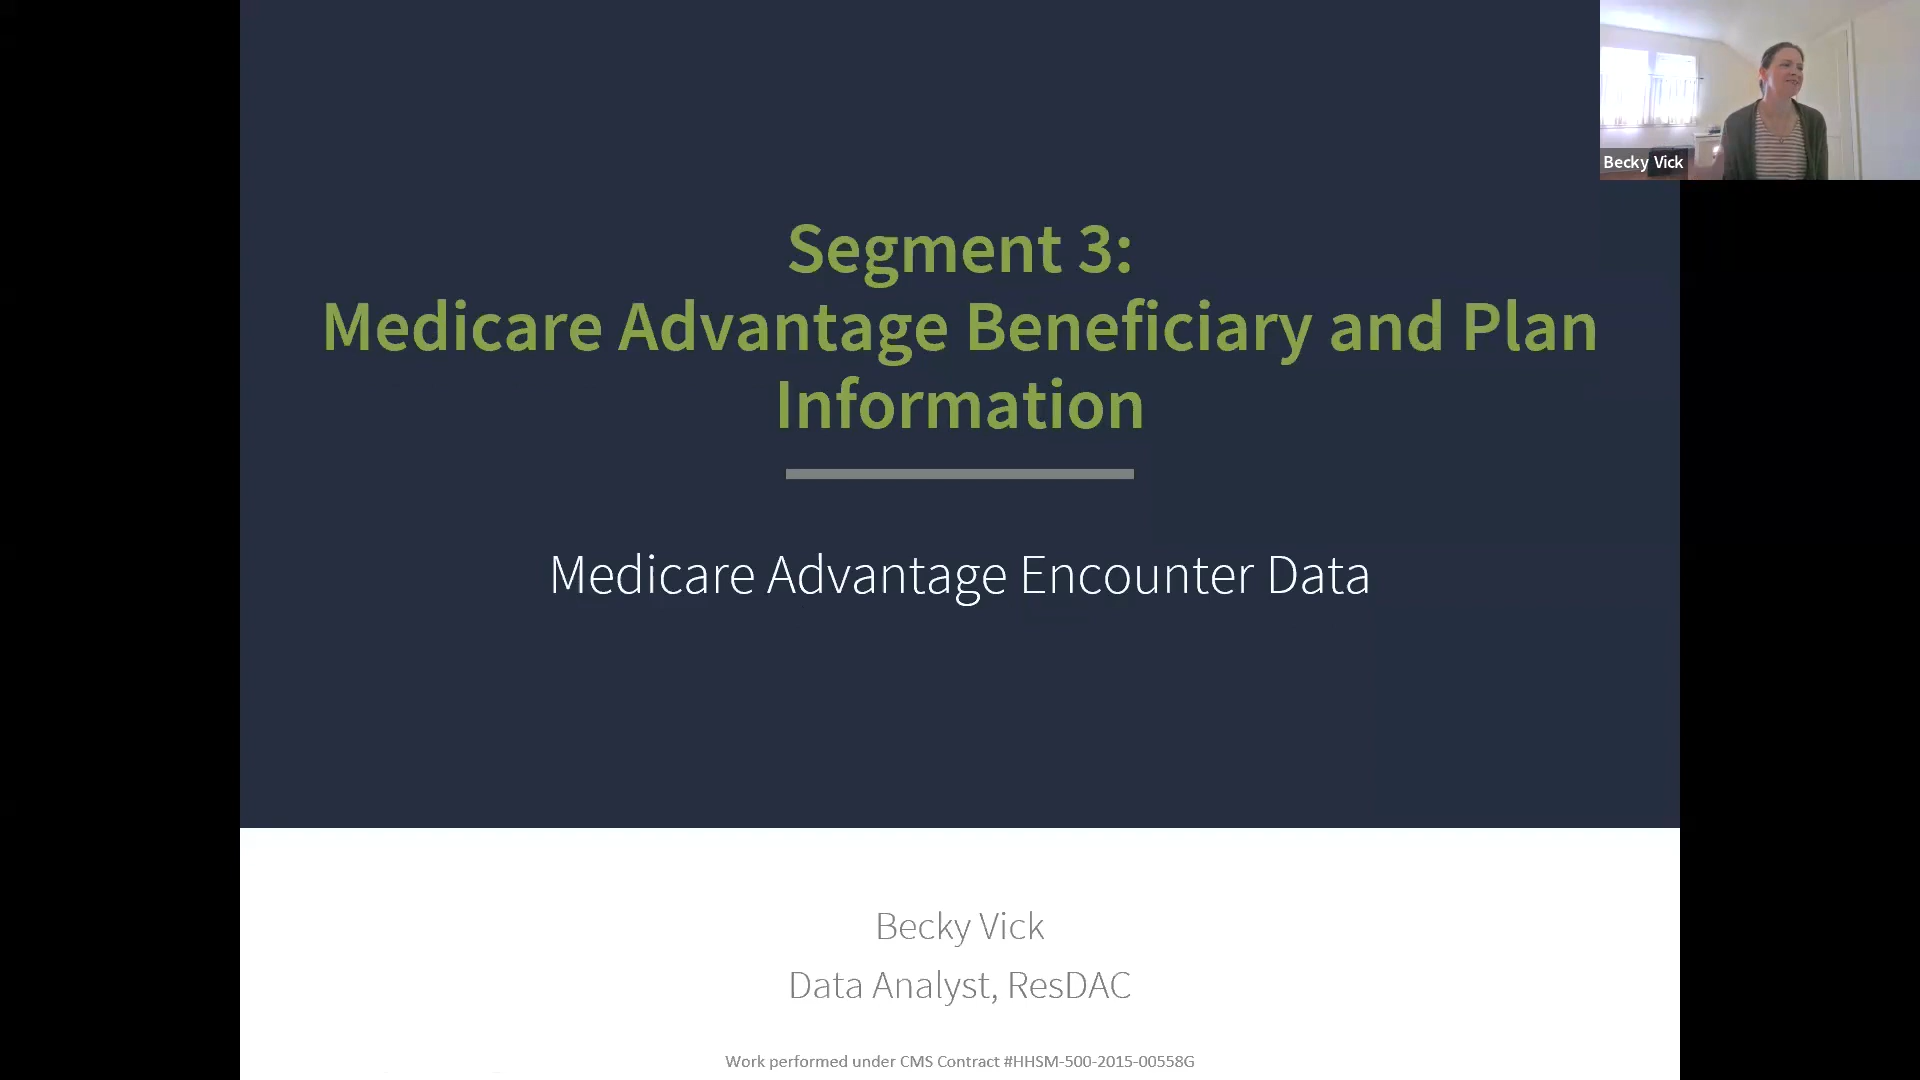 Segment 3:
Medicare Advantage Beneficiary and Plan
Information
Medicare Advantage Encounter Data
Becky Vick
Becky Vick
Data Analyst, ResDAC
Work performed under CMS Contract #HHSM-500-2015-00558G